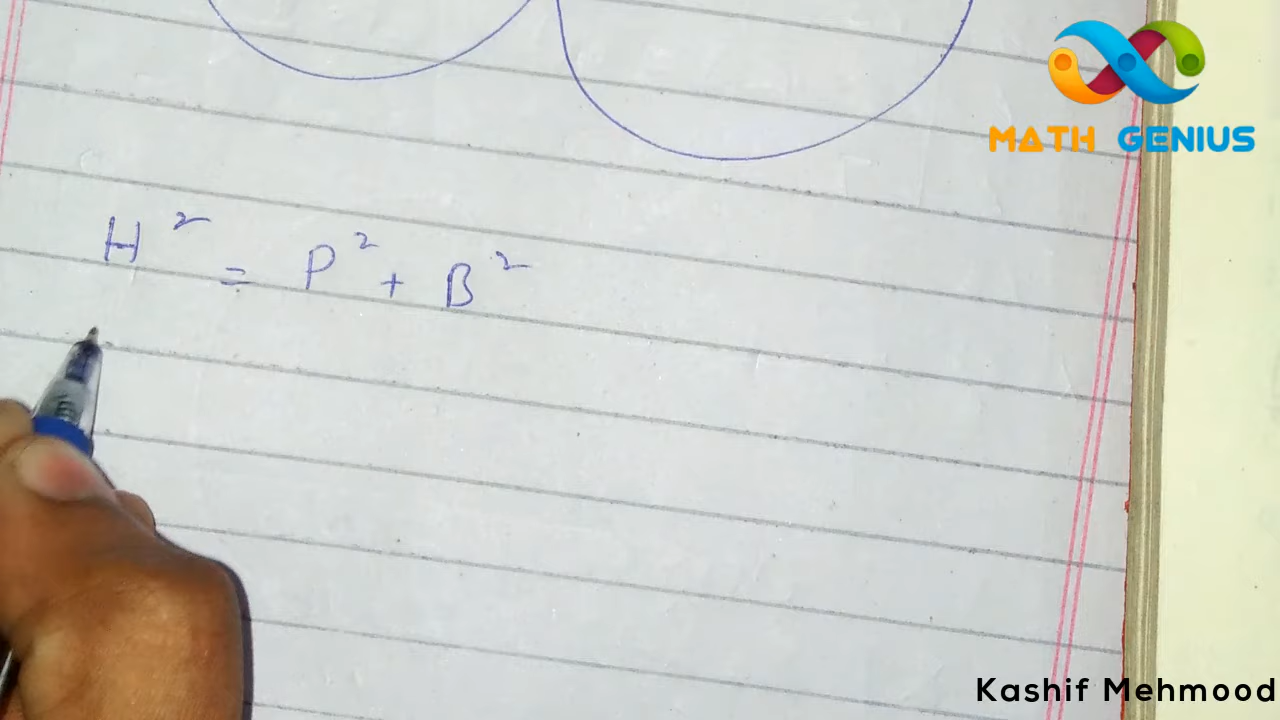 MATH GENIUS
H² = P² + B²
Kashif Mehmood